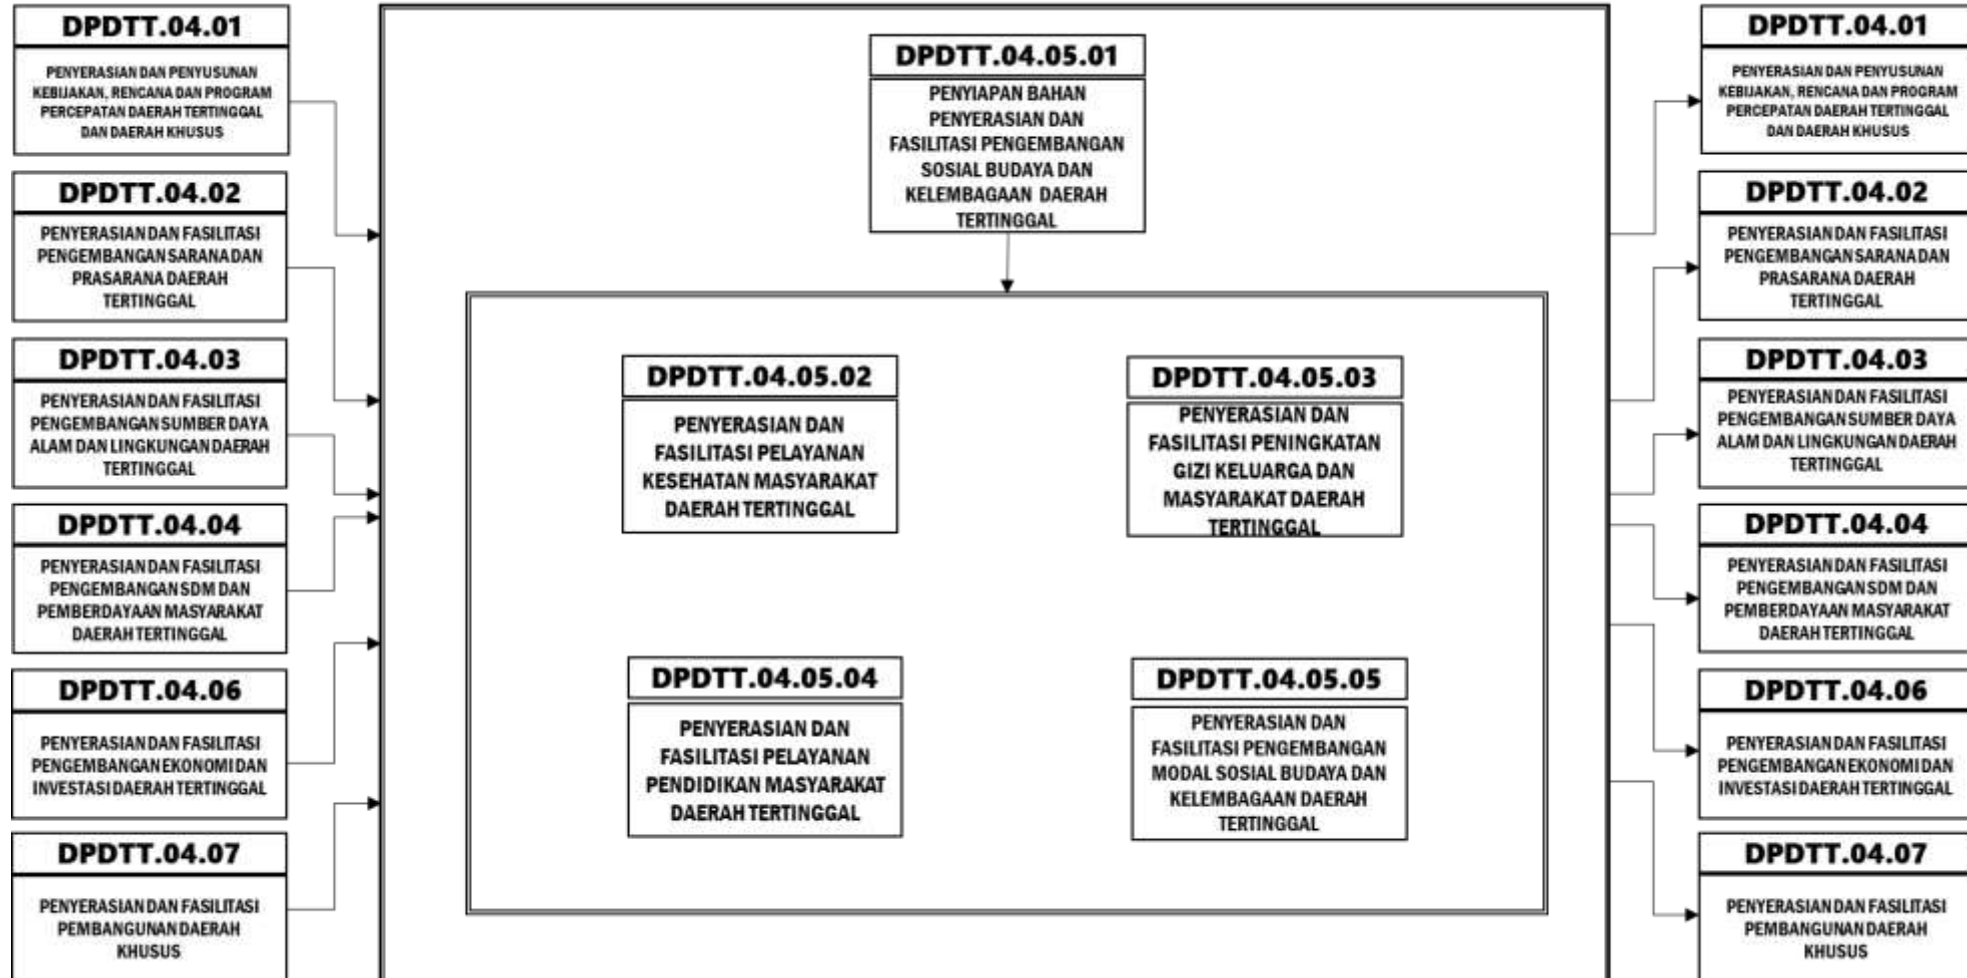 DPDTT.04.01
PENYERASIAN DAN PENYUSUNAN
KEBIJAKAN, RENCANA DAN PROGRAM
PERCEPATAN DAERAH TERTINGGAL
DAN DAERAH KHUSUS
DPDTT.04.02
PENYERASIAN DAN FASILITASI
PENGEMBANGAN SARANA DAN
PRASARANA DAERAH
TERTINGGAL
DPDTT.04.03
PENYERASIAN DAN FASILITASI
PENGEMBANGAN SUMBER DAYA
ALAM DAN LINGKUNGAN DAERAH
TERTINGGAL
DPDTT.04.04
PENYERASIAN DAN FASILITASI
PENGEMBANGAN SDM DAN
PEMBERDAYAAN MASYARAKAT
DAERAH TERTINGGAL
DPDTT.04.06
PENYERASIAN DAN FASILITASI
PENGEMBANGAN EKONOMI DAN
INVESTASI DAERAH TERTINGGAL
DPDTT.04.07
PENYERASIAN DAN FASILITASI
PEMBANGUNAN DAERAH
KHUSUS
DPDTT.04.05.01
PENYIAPAN BAHAN
PENYERASIAN DAN
FASILITASI PENGEMBANGAN
SOSIAL BUDAYA DAN
KELEMBAGAAN DAERAH
TERTINGGAL
DPDTT.04.05.02
PENYERASIAN DAN
FASILITASI PELAYANAN
KESEHATAN MASYARAKAT
DAERAH TERTINGGAL
DPDTT.04.05.03
PENYERASIAN DAN
FASILITASI PENINGKATAN
GIZI KELUARGA DAN
MASYARAKAT DAERAH
TERTINGGAL
DPDTT.04.05.04
PENYERASIAN DAN
FASILITASI PELAYANAN
PENDIDIKAN MASYARAKAT
DAERAH TERTINGGAL
DPDTT.04.05.05
PENYERASIAN DAN
FASILITASI PENGEMBANGAN
MODAL SOSIAL BUDAYA DAN
KELEMBAGAAN DAERAH
TERTINGGAL
DPDTT.04.01
PENYERASIAN DAN PENYUSUNAN
KEBIJAKAN, RENCANA DAN PROGRAM
PERCEPATAN DAERAH TERTINGGAL
DAN DAERAH KHUSUS
DPDTT.04.02
PENYERASIAN DAN FASILITASI
PENGEMBANGAN SARANA DAN
PRASARANA DAERAH
TERTINGGAL
DPDTT.04.03
PENYERASIAN DAN FASILITASI
PENGEMBANGAN SUMBER DAYA
ALAM DAN LINGKUNGAN DAERAH
TERTINGGAL
DPDTT.04.04
PENYERASIAN DAN FASILITASI
PENGEMBANGAN SDM DAN
PEMBERDAYAAN MASYARAKAT
DAERAH TERTINGGAL
DPDTT.04.06
PENYERASIAN DAN FASILITASI
PENGEMBANGAN EKONOMI DAN
INVESTASI DAERAH TERTINGGAL
DPDTT.04.07
PENYERASIAN DAN FASILITASI
PEMBANGUNAN DAERAH
KHUSUS